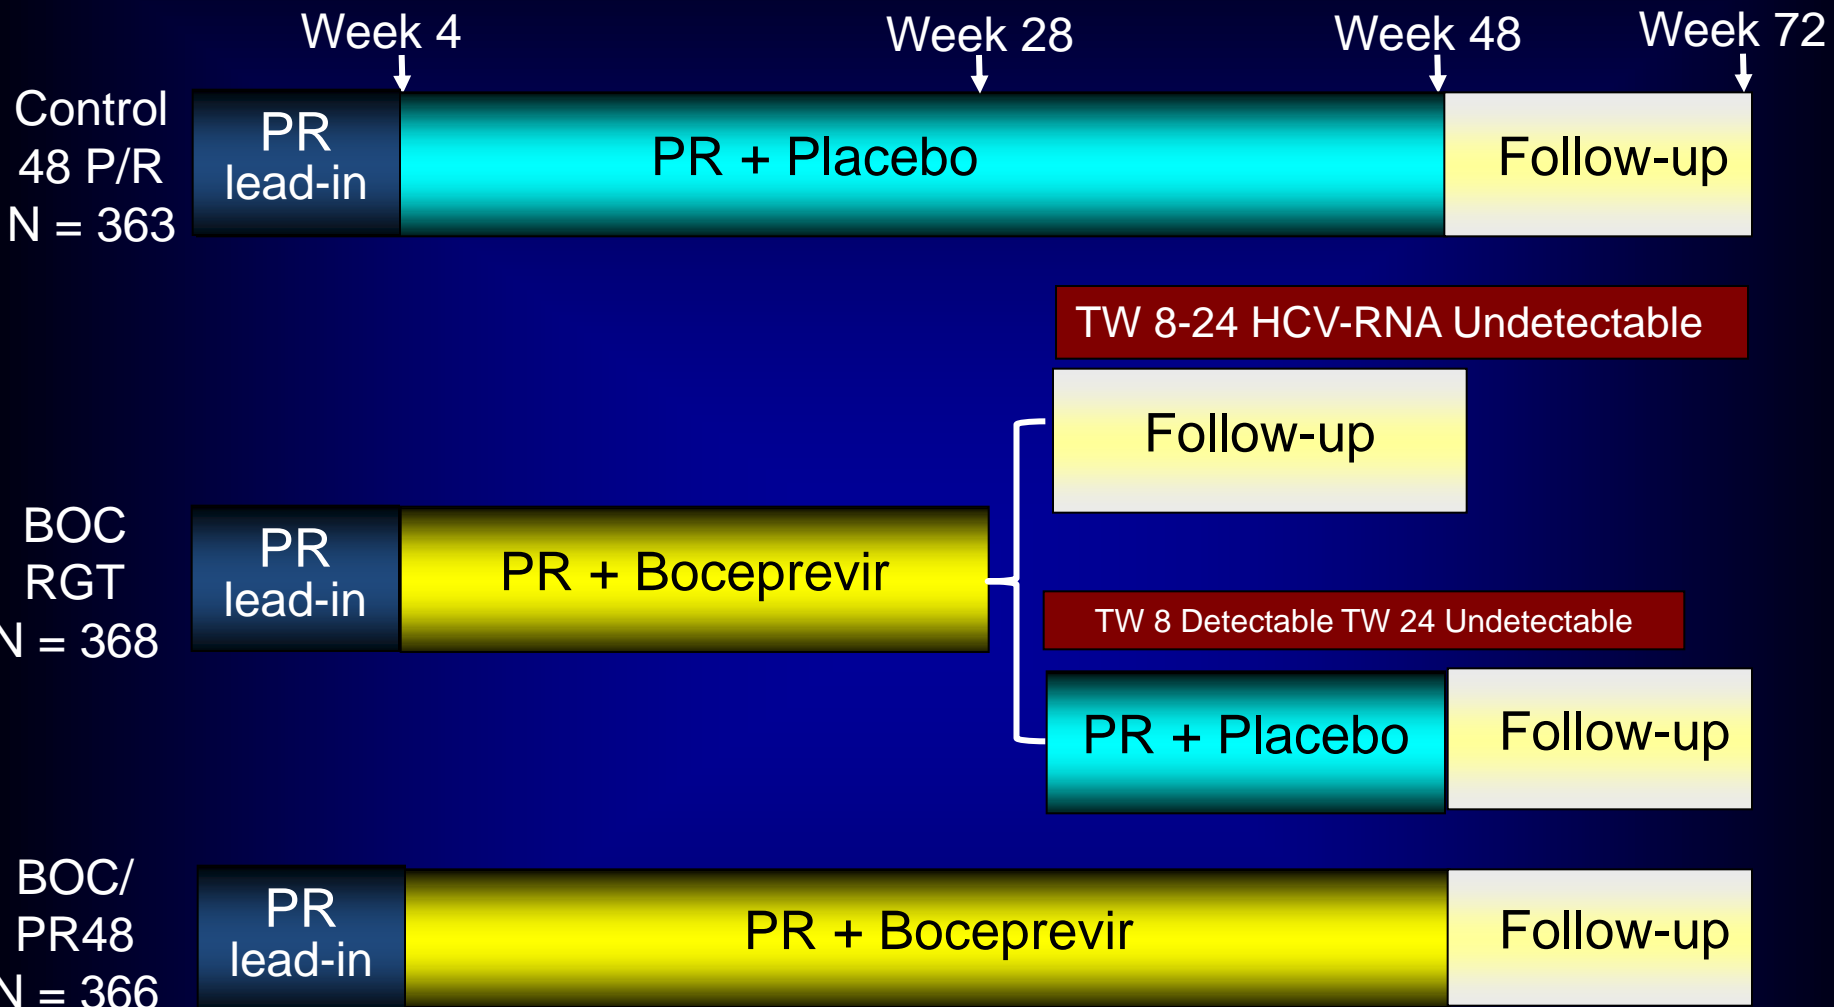 Week 4
Week 28
Week 48
Week 72
Control
48 P/R
N = 363
PR
lead-in
PR + Placebo
Follow-up
TW 8-24 HCV-RNA Undetectable
Follow-up
BOC
RGT
N = 368
PR
lead-in
PR + Boceprevir
TW 8 Detectable TW 24 Undetectable
PR + Placebo
Follow-up
BOC/
PR48
N = 366
PR
lead-in
PR + Boceprevir
Follow-up